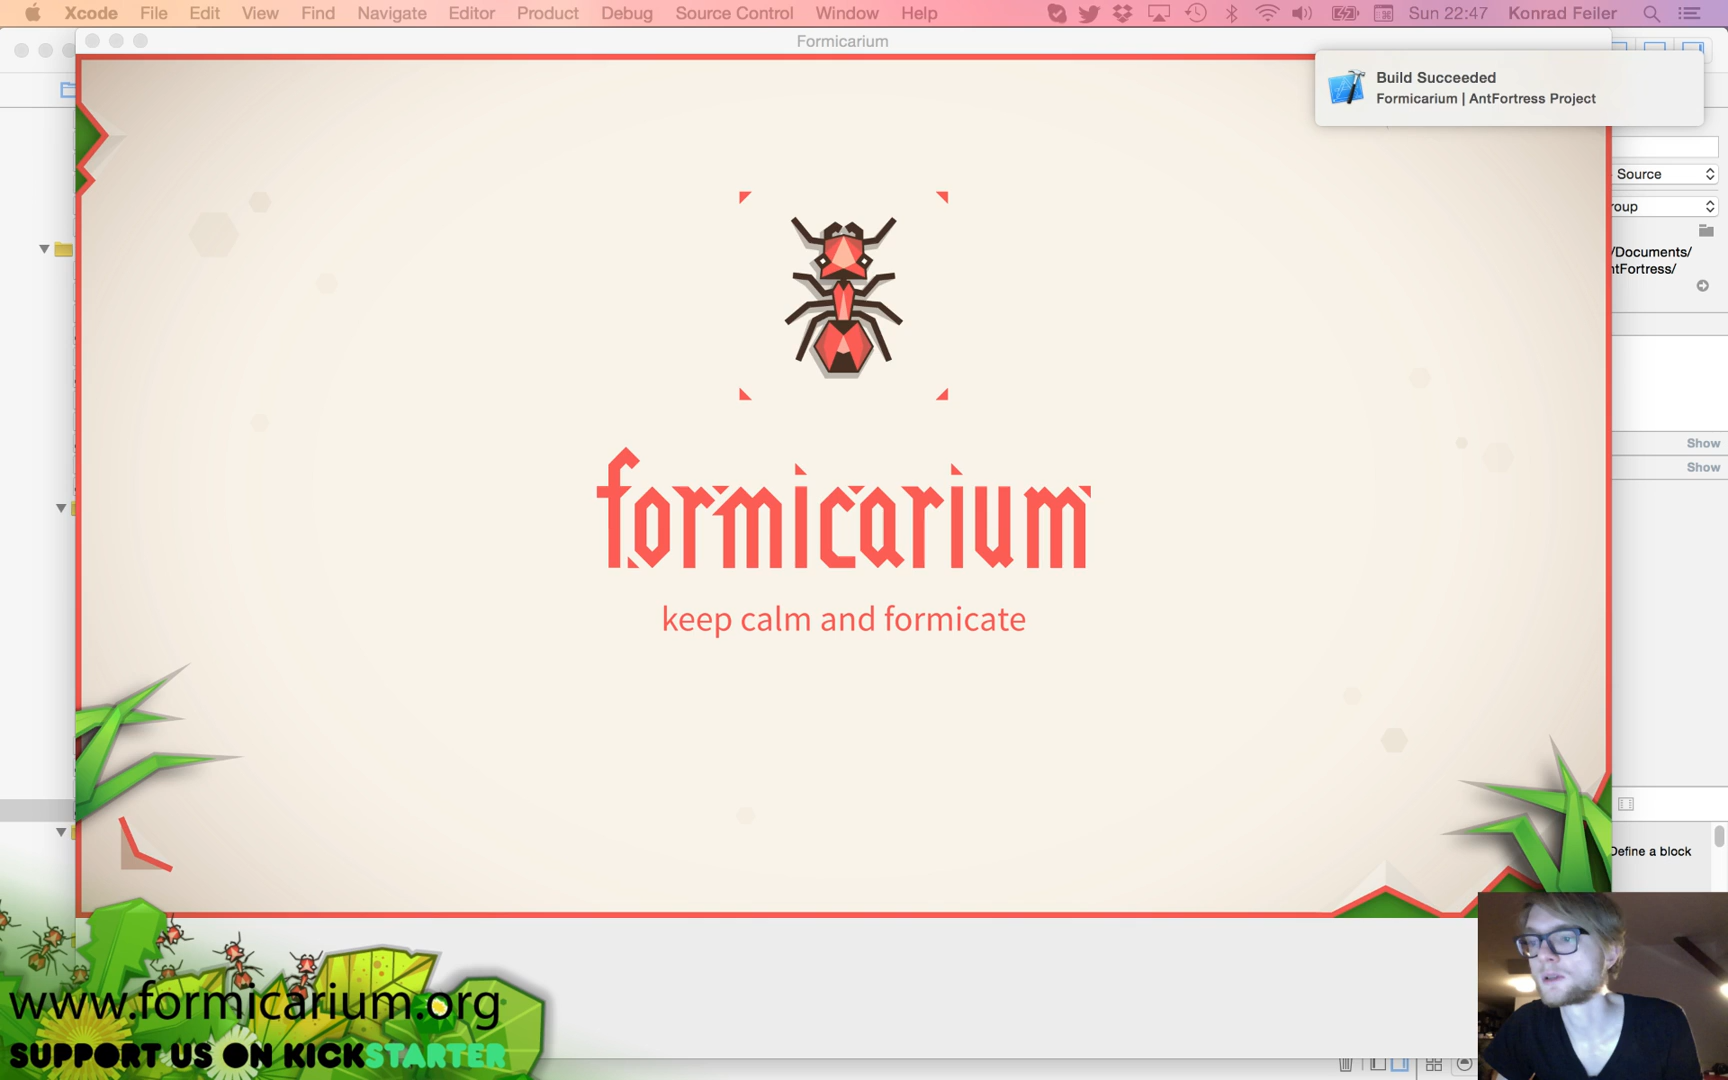 Xcode File Edit View Find Navigate Editor Product Debug Source Control Window Help Sun 22:47 Konrad Feiler
Formicarium
Build Succeeded
Formicarium | AntFortress Project
Source
roup
/Documents/
ntFortress/
Show
Show
formicarium
keep calm and formicate
Define a block
www.formicarium.org
SUPPORT US ON KICKSTARTER